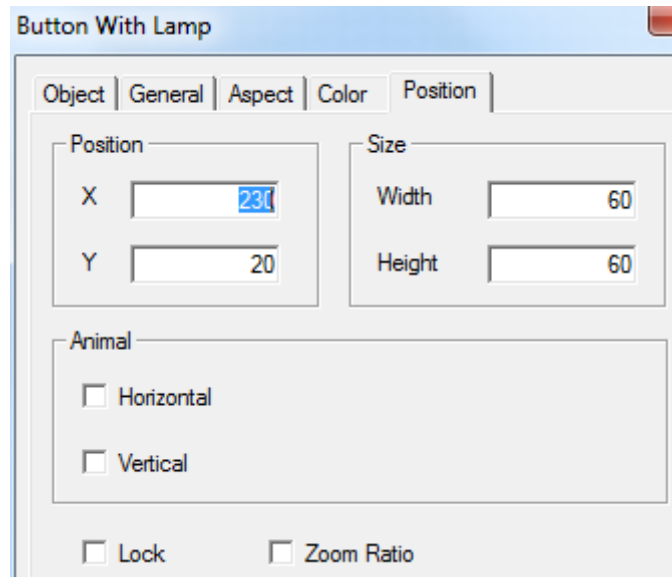 Button With Lamp
Object General Aspect Color Position
Position
X 230
Y 20
Size
Width 60
Height 60
Animal
Horizontal
Vertical
Lock Zoom Ratio